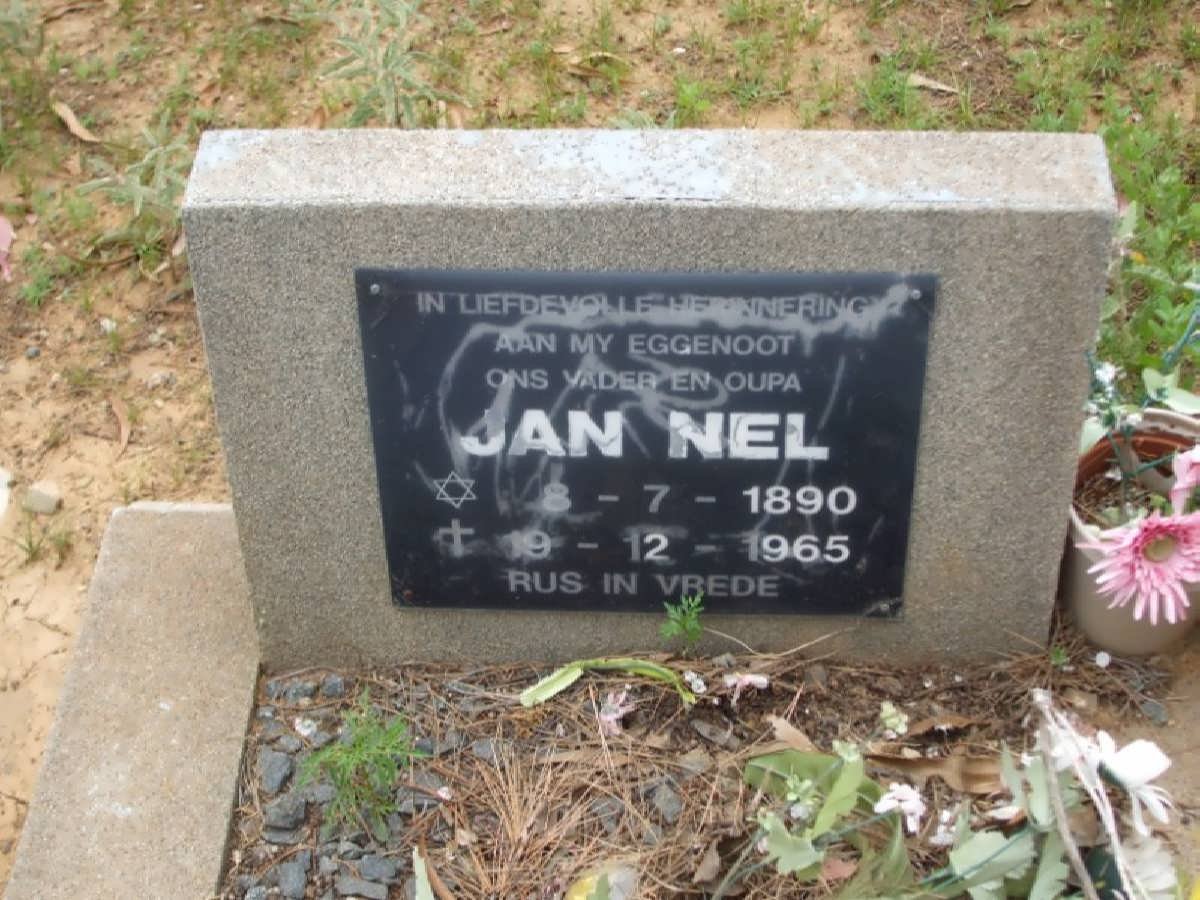 IN LIEFDEVOLLE HERINNERING
AAN MY EGGENOOT
ONS VADER EN OUPA
JAN NEL
✡ 8 - 7 - 1890
✝ 19 - 12 - 1965
RUS IN VREDE